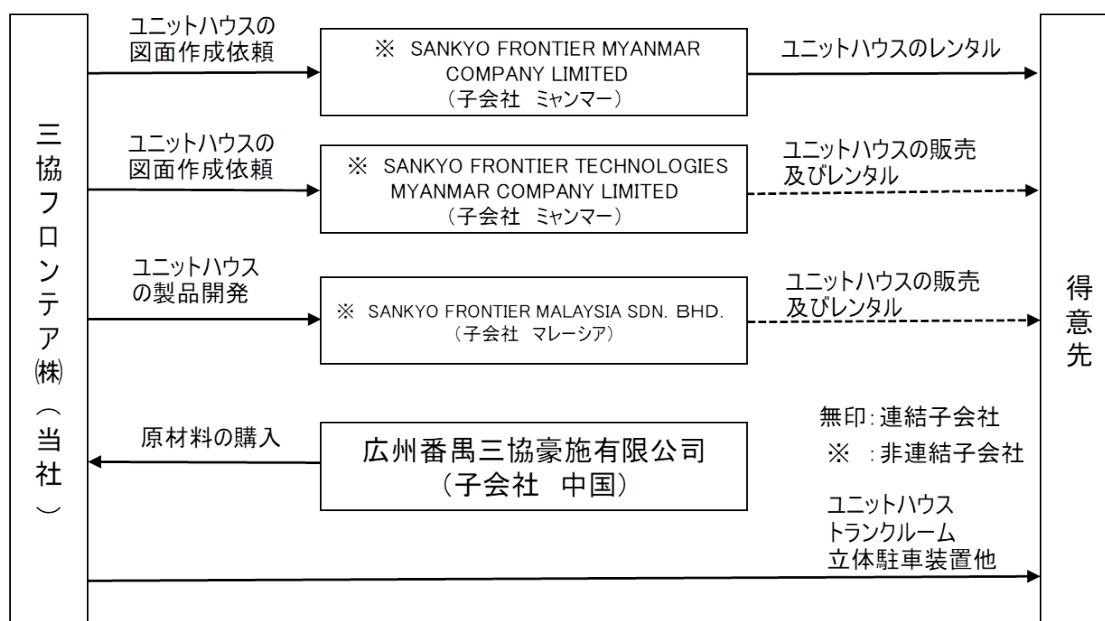 三協フロンテア㈱(当社)
ユニットハウスの
図面作成依頼
※ SANKYO FRONTIER MYANMAR
COMPANY LIMITED
(子会社 ミャンマー)
ユニットハウスのレンタル
ユニットハウスの
図面作成依頼
※ SANKYO FRONTIER TECHNOLOGIES
MYANMAR COMPANY LIMITED
(子会社 ミャンマー)
ユニットハウスの販売
及びレンタル
ユニットハウス
の製品開発
※ SANKYO FRONTIER MALAYSIA SDN. BHD.
(子会社 マレーシア)
ユニットハウスの販売
及びレンタル
原材料の購入
広州番禺三協豪施有限公司
(子会社 中国)
無印:連結子会社
※ :非連結子会社
ユニットハウス
トランクルーム
立体駐車装置他
得意先